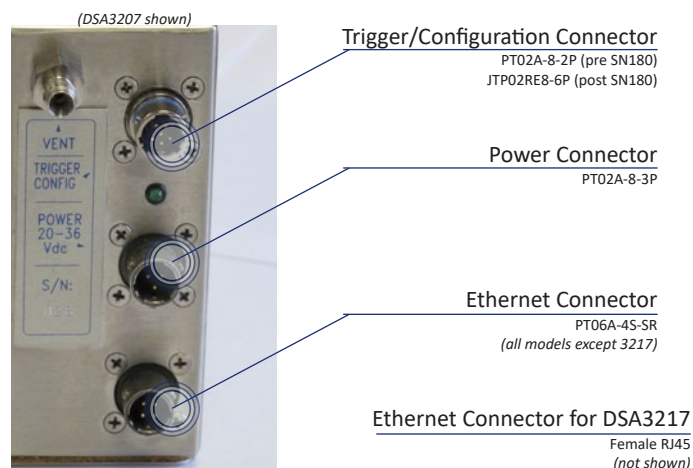 (DSA3207 shown)
Trigger/Configuration Connector
PT02A-8-2P (pre SN180)
JTP02RE8-6P (post SN180)
VENT
TRIGGER
CONFIG
Power Connector
PT02A-8-3P
POWER
20-36
Vdc
S/N:
Ethernet Connector
PT06A-4S-SR
(all models except 3217)
Ethernet Connector for DSA3217
Female RJ45
(not shown)